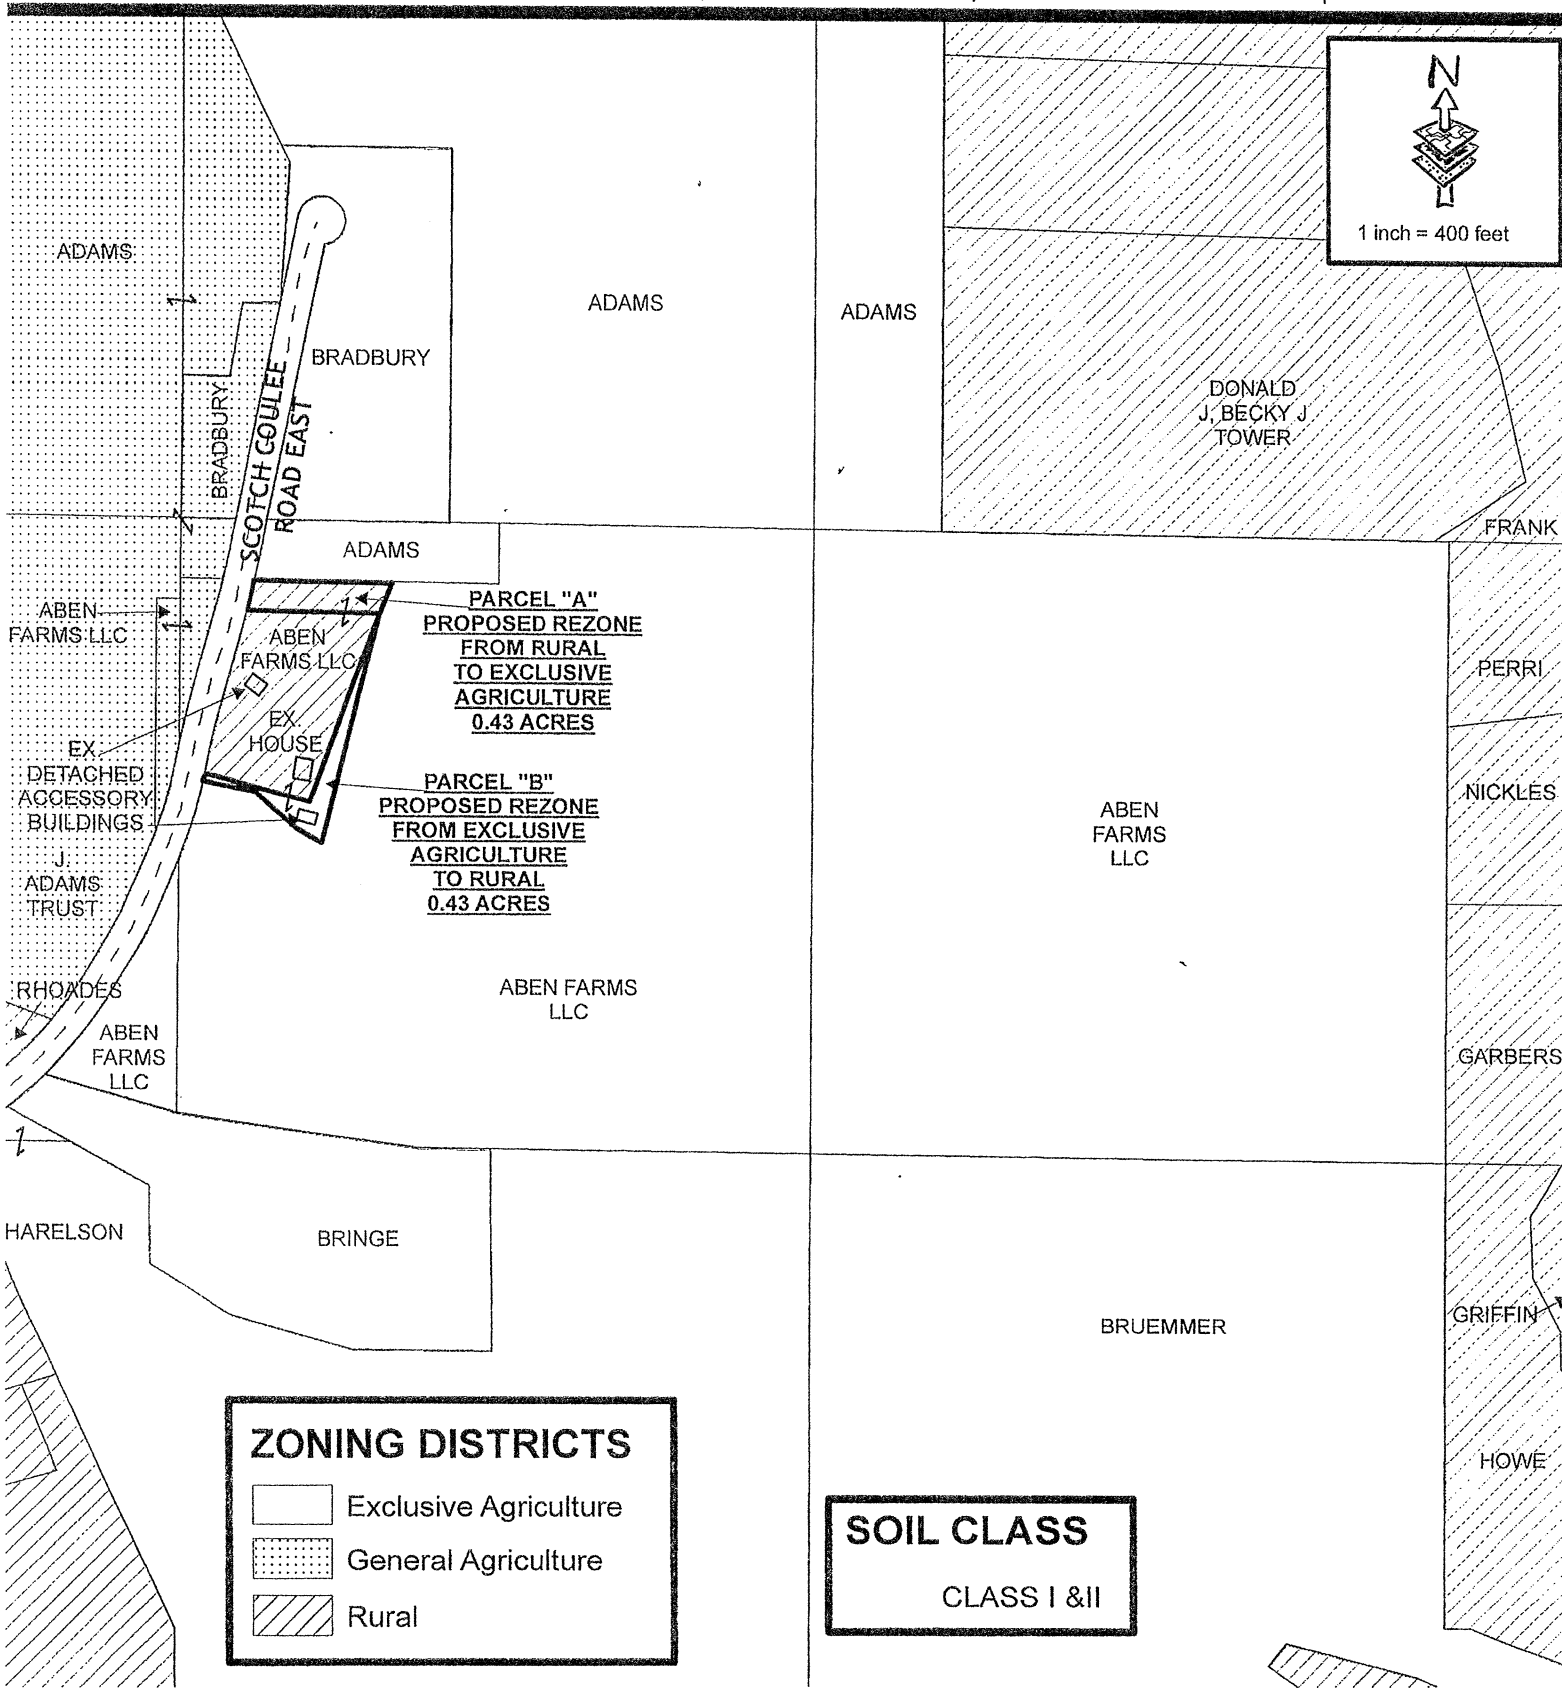 N
1 inch = 400 feet
ADAMS
ADAMS
ADAMS
BRADBURY
BRADBURY
SCOTCH COULEE
ROAD EAST
DONALD
J, BECKY J
TOWER
FRANK
ADAMS
ABEN
FARMS LLC
ABEN
FARMS LLC
PARCEL "A"
PROPOSED REZONE
FROM RURAL
TO EXCLUSIVE
AGRICULTURE
0.43 ACRES
PERRI
EX.
HOUSE
EX.
DETACHED
ACCESSORY
BUILDINGS
PARCEL "B"
PROPOSED REZONE
FROM EXCLUSIVE
AGRICULTURE
TO RURAL
0.43 ACRES
NICKLES
ABEN
FARMS
LLC
J.
ADAMS
TRUST
RHOADES
ABEN FARMS
LLC
ABEN
FARMS
LLC
GARBERS
HARELSON
BRINGE
BRUEMMER
GRIFFIN
HOWE
ZONING DISTRICTS
Exclusive Agriculture
General Agriculture
Rural
SOIL CLASS
CLASS I &II